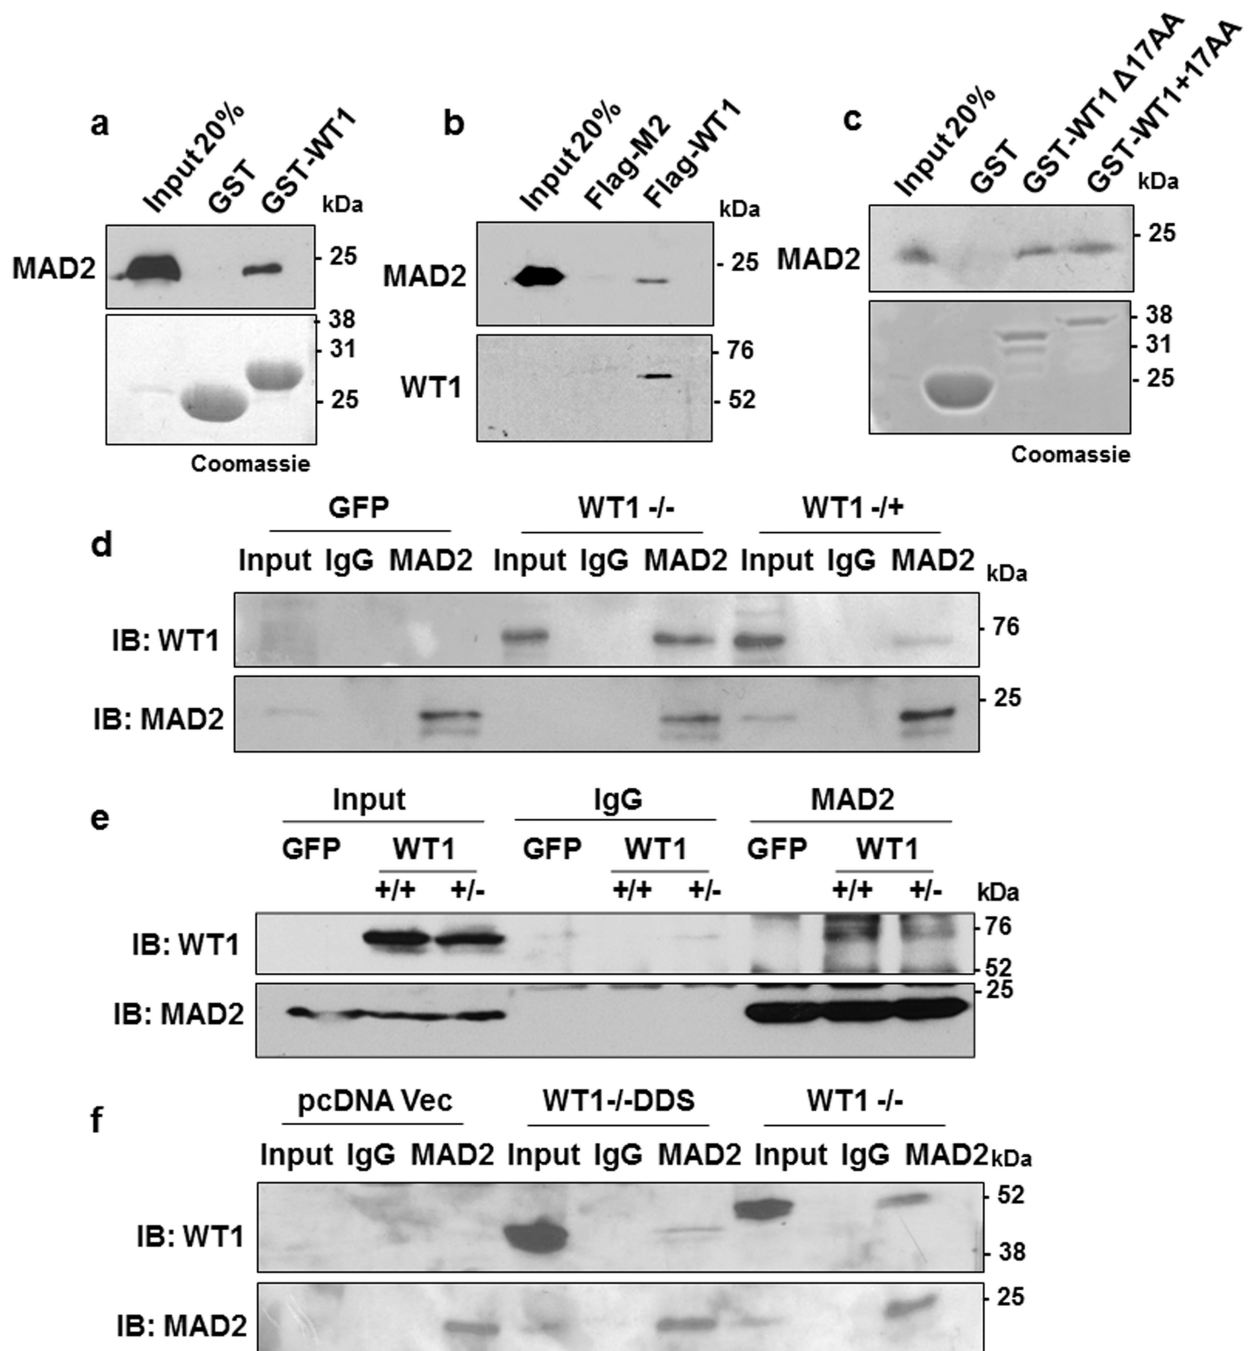 a
Input 20%
GST
GST-WT1
kDa
MAD2
25
38
31
25
Coomassie
b
Input 20%
Flag-M2
Flag-WT1
kDa
MAD2
25
WT1
76
52
c
Input 20%
GST
GST-WT1 Δ17AA
GST-WT1+17AA
kDa
MAD2
25
38
31
25
Coomassie
d
GFP WT1 -/- WT1 -/+
Input IgG MAD2 Input IgG MAD2 Input IgG MAD2 kDa
IB: WT1 76
IB: MAD2 25
e
Input IgG MAD2
GFP WT1 GFP WT1 GFP WT1
+/+ +/- +/+ +/- +/+ +/- kDa
IB: WT1 76
52
IB: MAD2 25
f
pcDNA Vec WT1-/-DDS WT1 -/-
Input IgG MAD2 Input IgG MAD2 Input IgG MAD2 kDa
IB: WT1 52
38
IB: MAD2 25